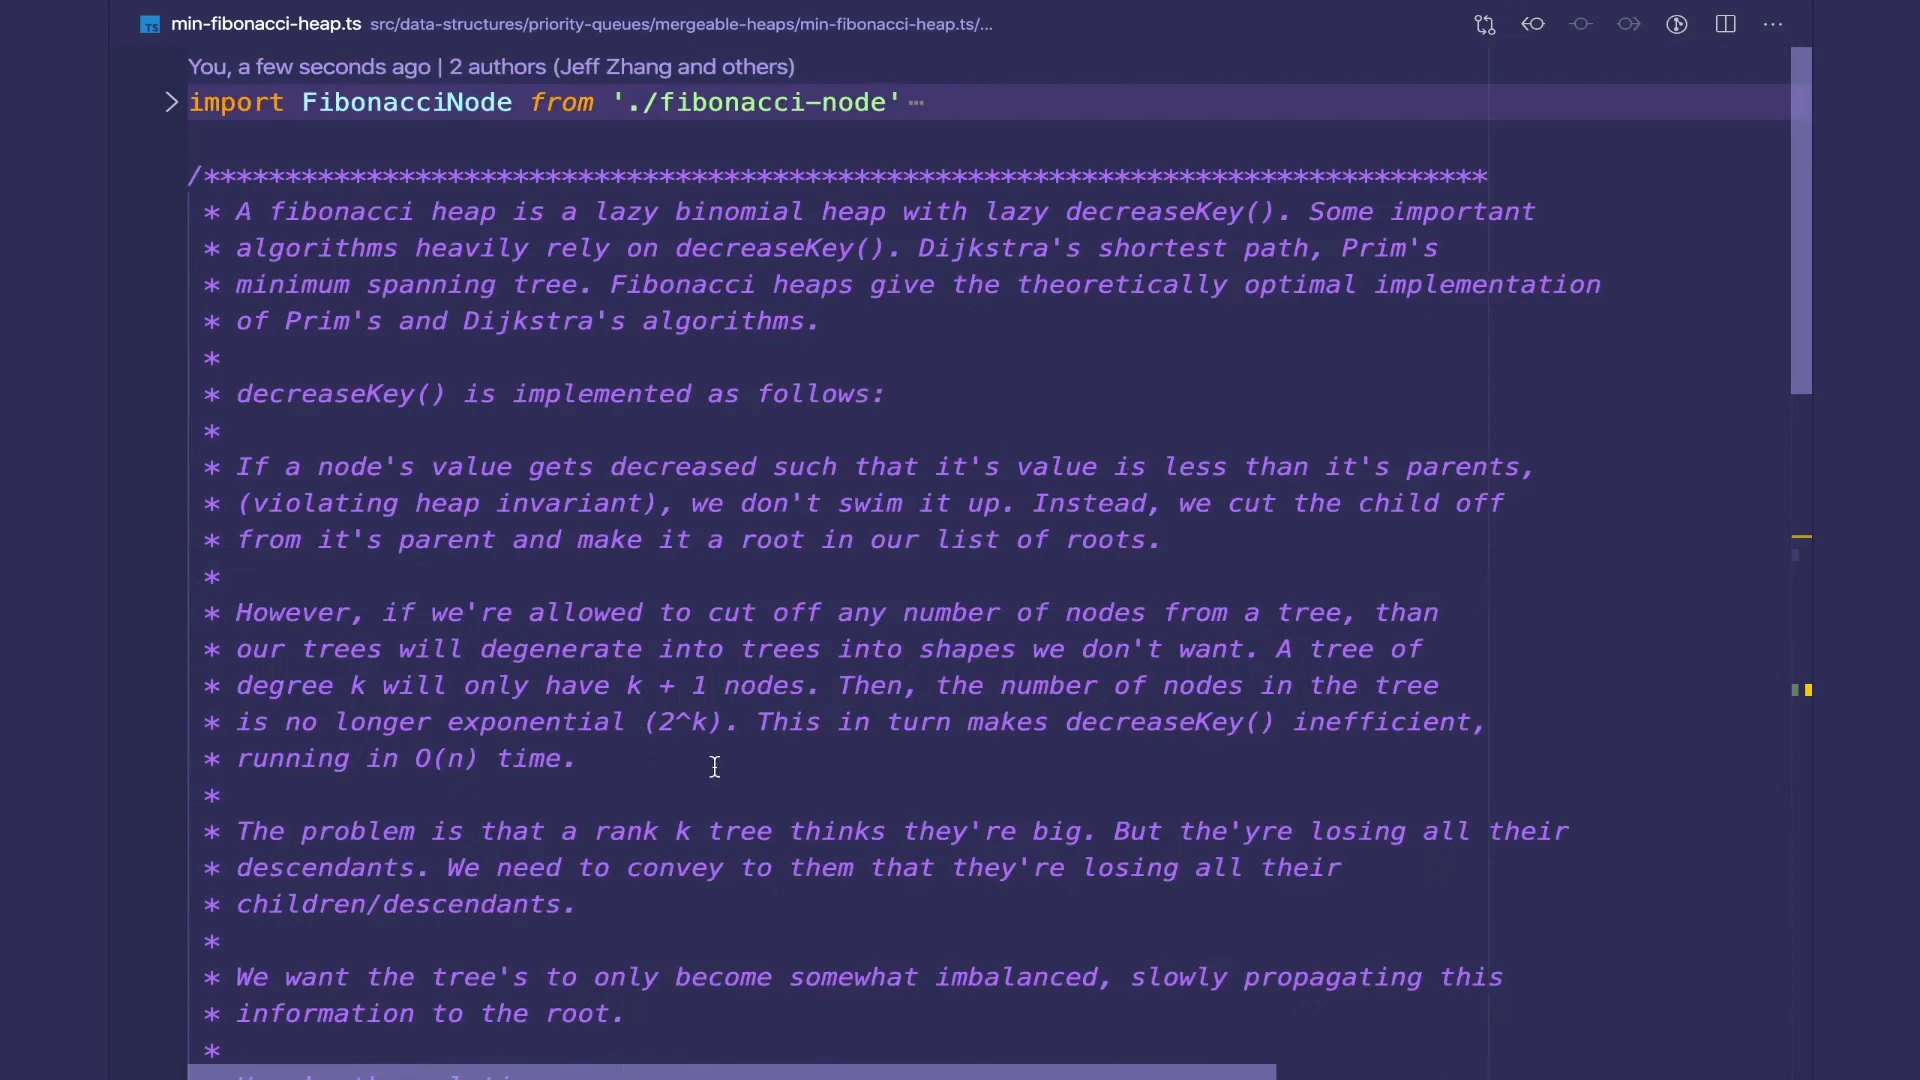 TS min-fibonacci-heap.ts src/data-structures/priority-queues/mergeable-heaps/min-fibonacci-heap.ts/...
You, a few seconds ago | 2 authors (Jeff Zhang and others)
import FibonacciNode from './fibonacci-node'
/*******************************************************************************
* A fibonacci heap is a lazy binomial heap with lazy decreaseKey(). Some important
* algorithms heavily rely on decreaseKey(). Dijkstra's shortest path, Prim's
* minimum spanning tree. Fibonacci heaps give the theoretically optimal implementation
* of Prim's and Dijkstra's algorithms.
*
* decreaseKey() is implemented as follows:
*
* If a node's value gets decreased such that it's value is less than it's parents,
* (violating heap invariant), we don't swim it up. Instead, we cut the child off
* from it's parent and make it a root in our list of roots.
*
* However, if we're allowed to cut off any number of nodes from a tree, than
* our trees will degenerate into trees into shapes we don't want. A tree of
* degree k will only have k + 1 nodes. Then, the number of nodes in the tree
* is no longer exponential (2^k). This in turn makes decreaseKey() inefficient,
* running in O(n) time.
*
* The problem is that a rank k tree thinks they're big. But the'yre losing all their
* descendants. We need to convey to them that they're losing all their
* children/descendants.
*
* We want the tree's to only become somewhat imbalanced, slowly propagating this
* information to the root.
*